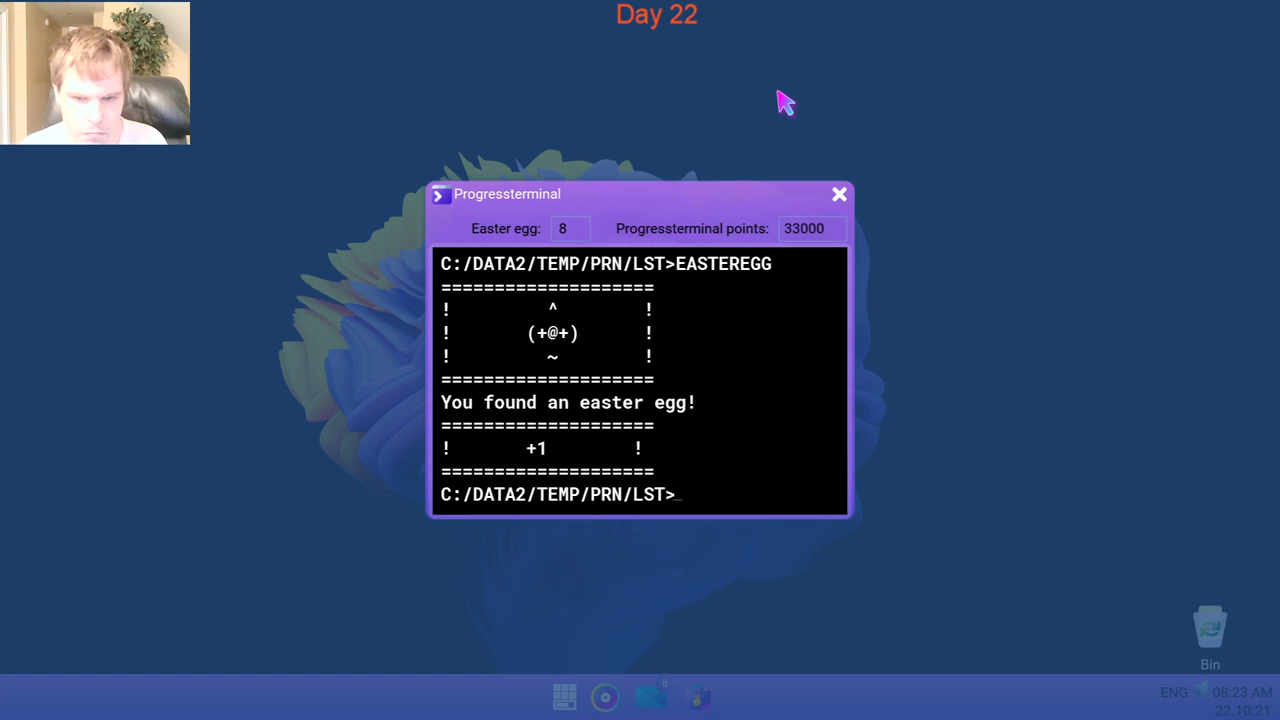 Day 22
Progressterminal
Easter egg: 8 Progressterminal points: 33000
C:/DATA2/TEMP/PRN/LST>EASTEREGG
====================
! ^ !
! (+@+) !
! ~ !
====================
You found an easter egg!
====================
! +1 !
====================
C:/DATA2/TEMP/PRN/LST>_
Bin
8
ENG 08:23 AM
22.10.21